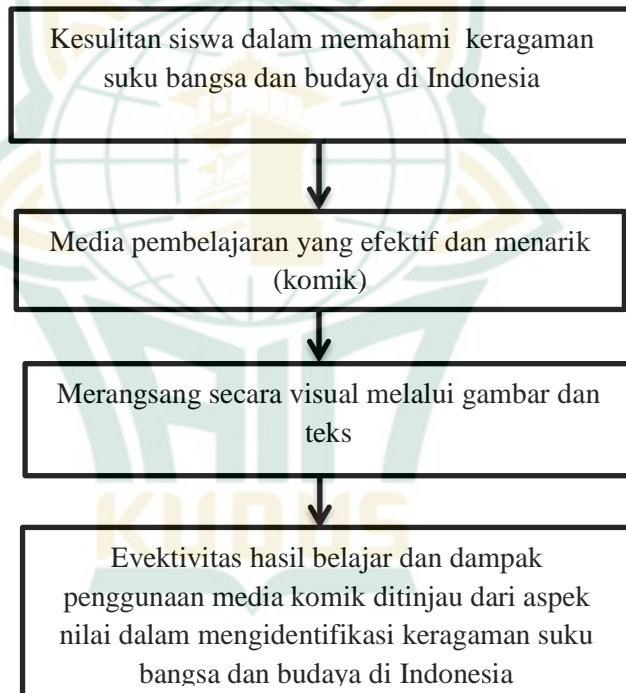 Kesulitan siswa dalam memahami keragaman
suku bangsa dan budaya di Indonesia
Media pembelajaran yang efektif dan menarik
(komik)
Merangsang secara visual melalui gambar dan
teks
KUDUS
Evektivitas hasil belajar dan dampak
penggunaan media komik ditinjau dari aspek
nilai dalam mengidentifikasi keragaman suku
bangsa dan budaya di Indonesia